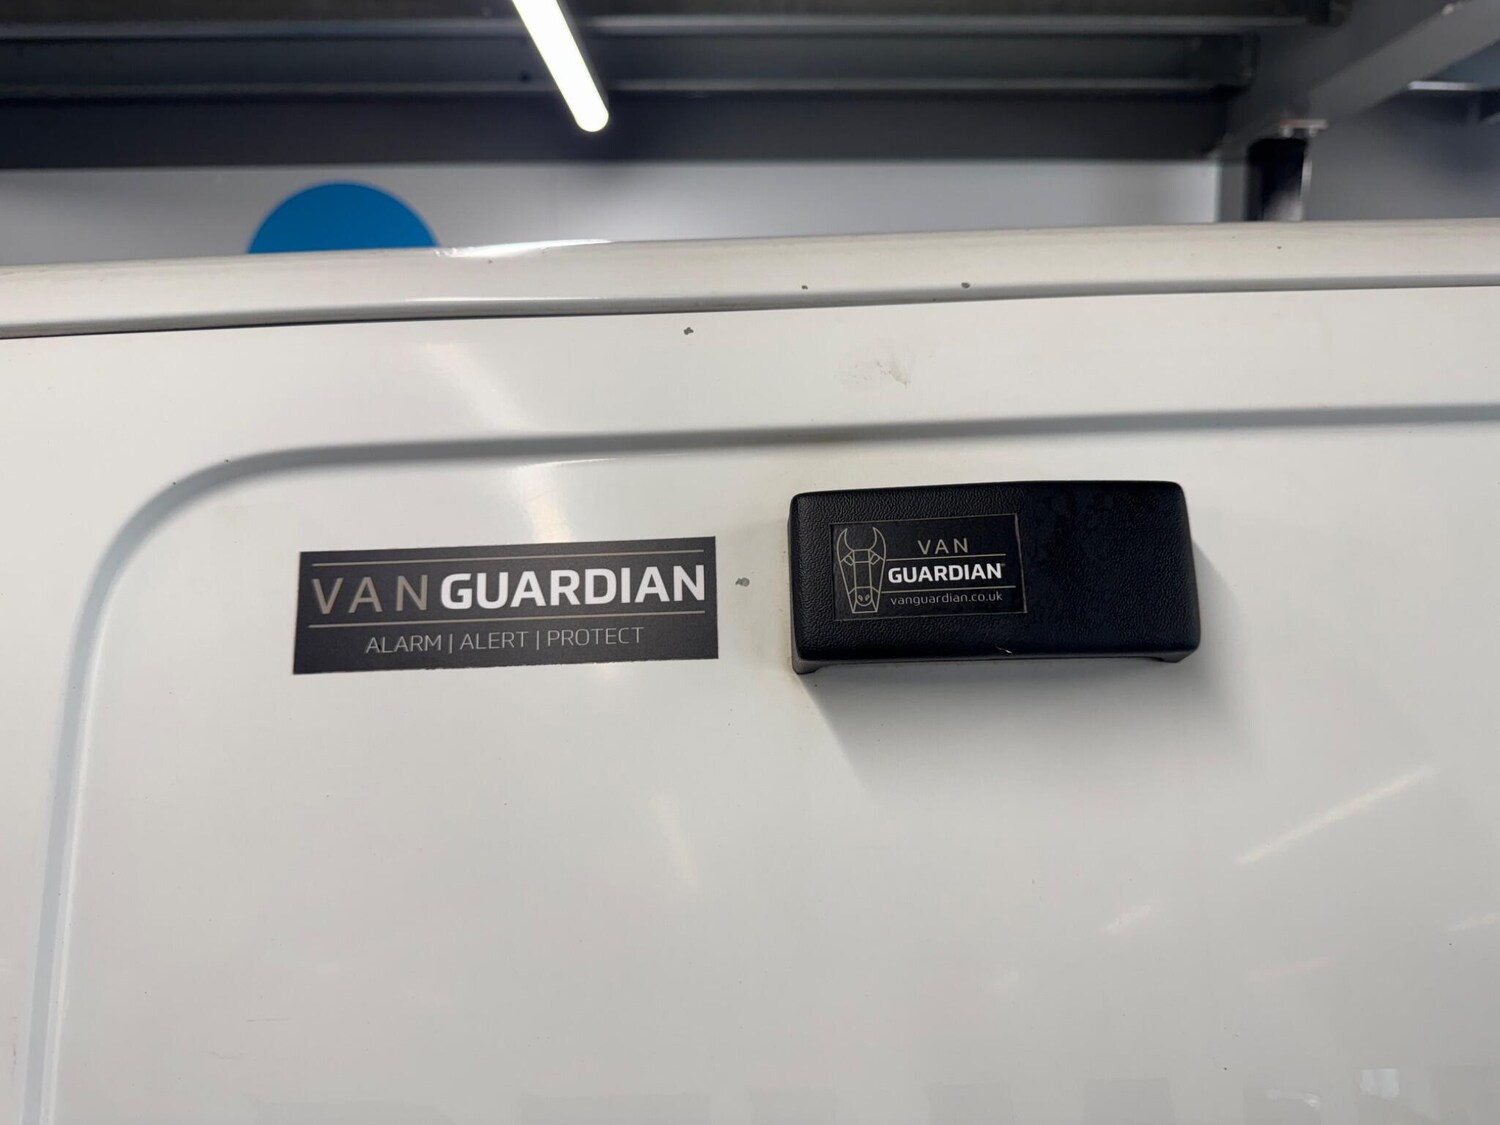 VAN GUARDIAN
ALARM | ALERT | PROTECT
VAN
GUARDIAN
vanguardian.co.uk